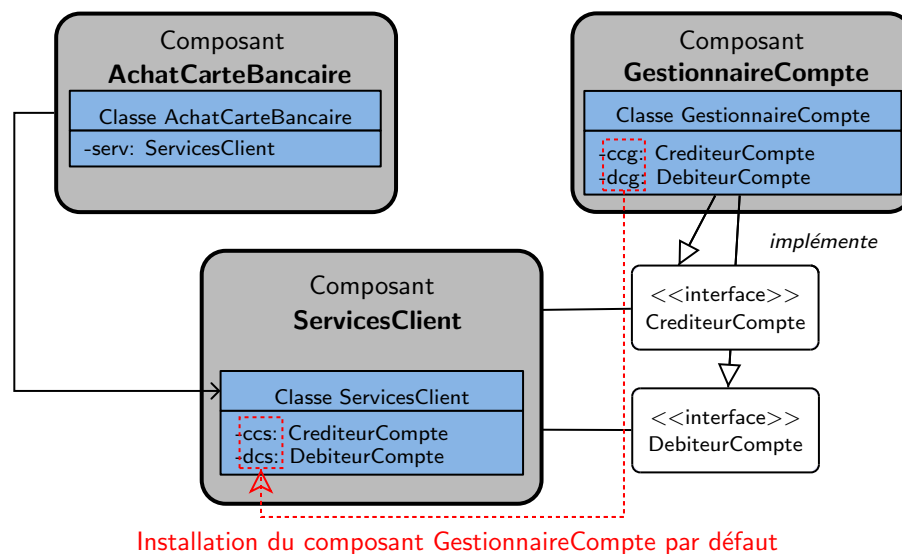 Composant
AchatCarteBancaire
Classe AchatCarteBancaire
-serv: ServicesClient
Composant
GestionnaireCompte
Classe GestionnaireCompte
-ccg: CrediteurCompte
-dcg: DebiteurCompte
implémente
Composant
ServicesClient
Classe ServicesClient
-ccs: CrediteurCompte
-dcs: DebiteurCompte
<<interface>>
CrediteurCompte
<<interface>>
DebiteurCompte
Installation du composant GestionnaireCompte par défaut